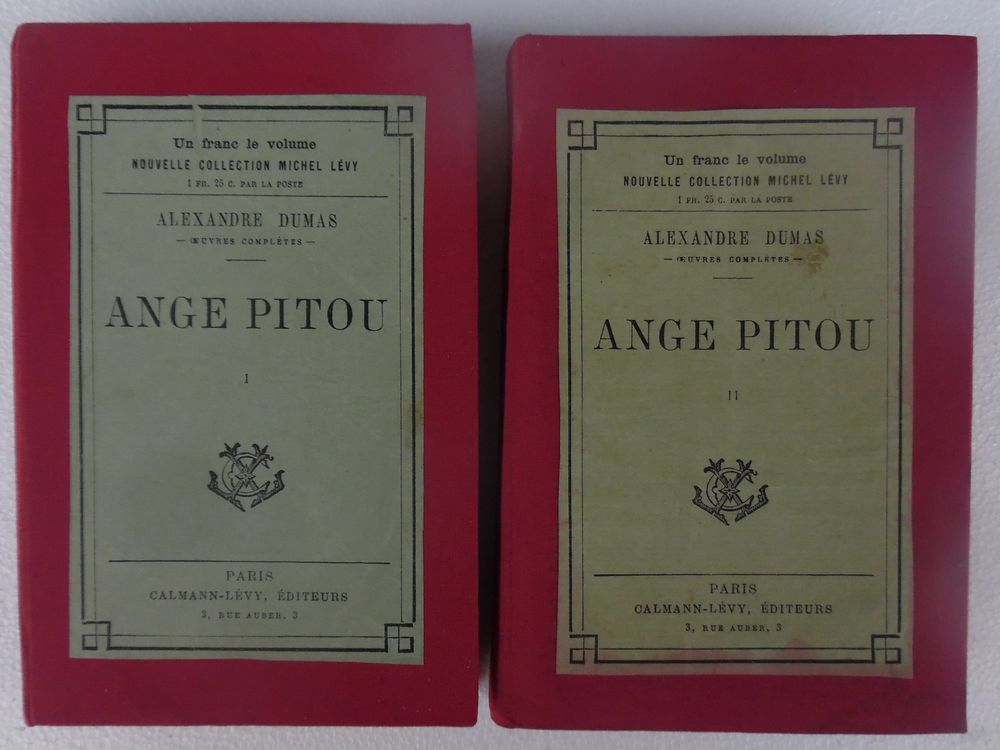 Un franc le volume
NOUVELLE COLLECTION MICHEL LÉVY
1 FR. 25 C. PAR LA POSTE
ALEXANDRE DUMAS
— ŒUVRES COMPLÈTES —
ANGE PITOU
I
PARIS
CALMANN-LÉVY, ÉDITEURS
3, RUE AUBER, 3
Un franc le volume
NOUVELLE COLLECTION MICHEL LÉVY
1 FR. 25 C. PAR LA POSTE
ALEXANDRE DUMAS
— ŒUVRES COMPLÈTES —
ANGE PITOU
II
PARIS
CALMANN-LÉVY, ÉDITEURS
3, RUE AUBER, 3